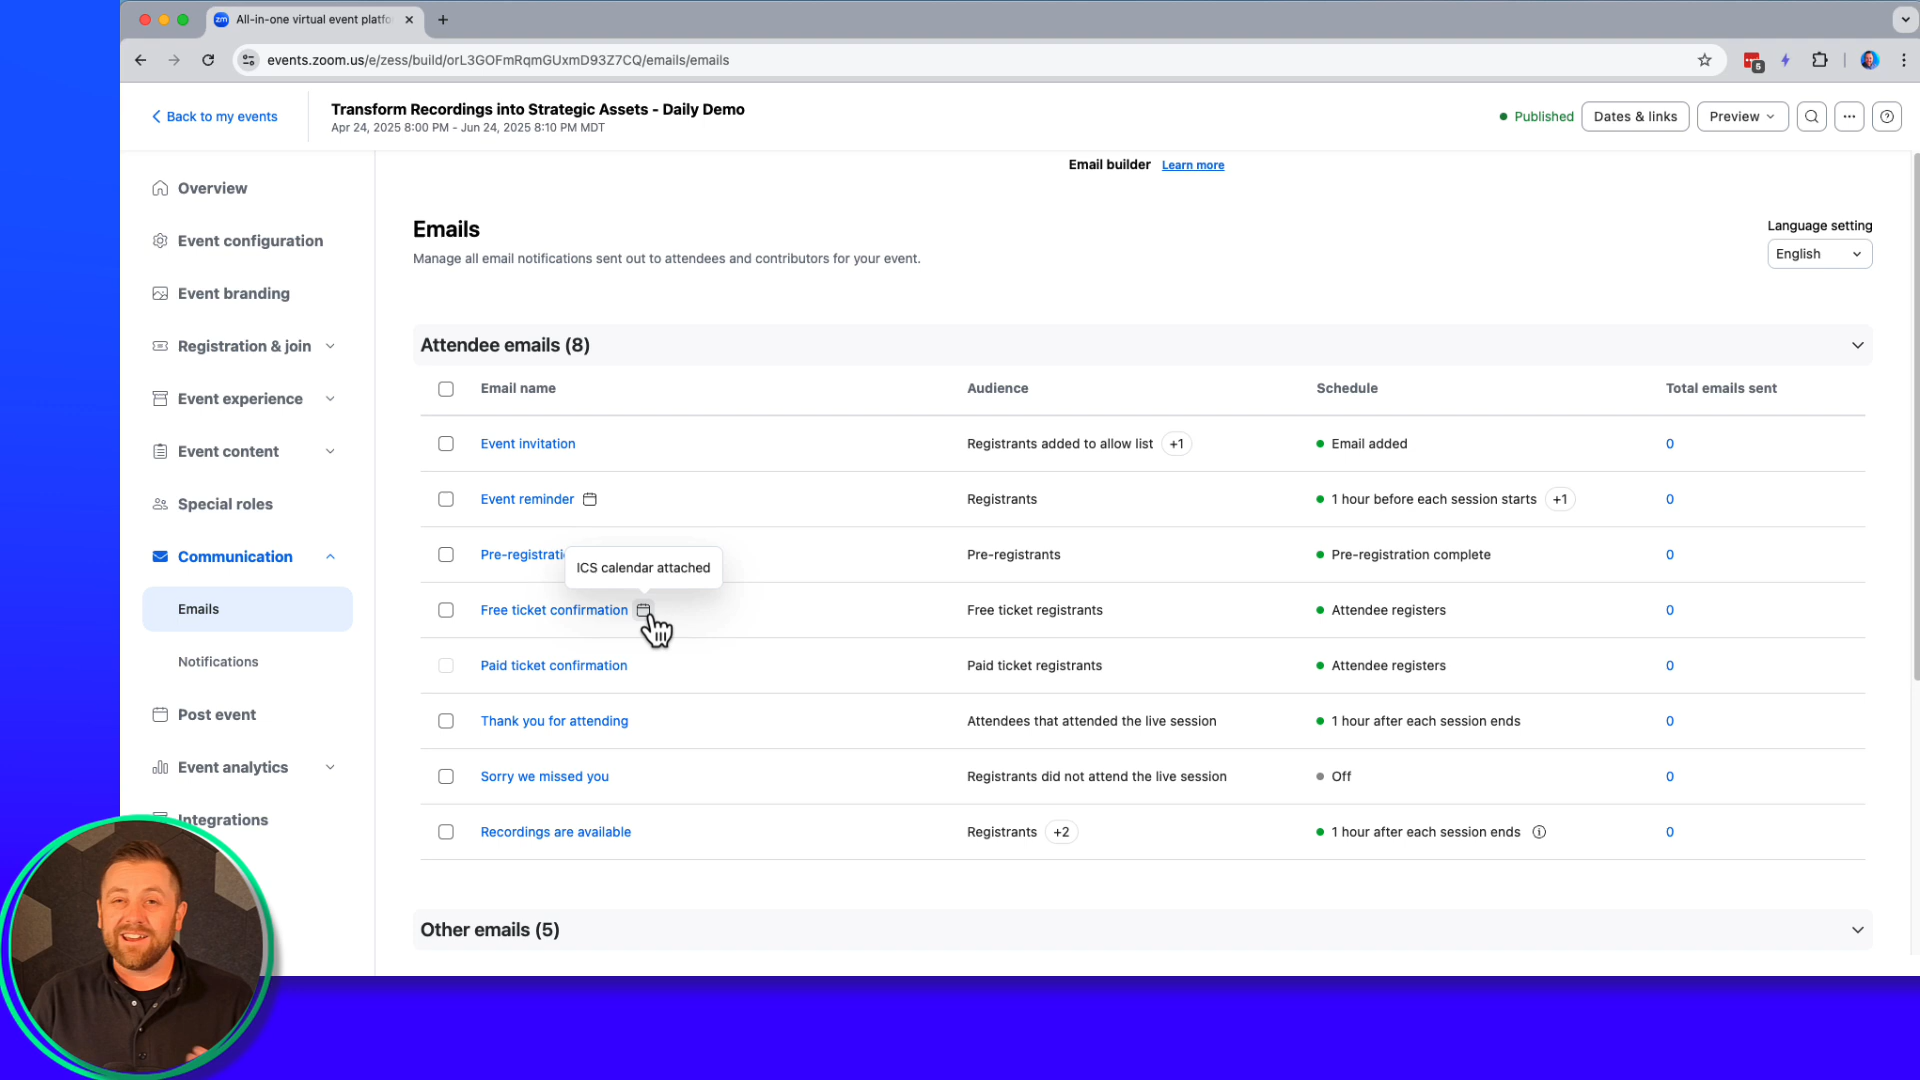 zm All-in-one virtual event platfo
events.zoom.us/e/zess/build/orL3GOFmRqmGUxmD93Z7CQ/emails/emails
5
Back to my events
Transform Recordings into Strategic Assets - Daily Demo
Apr 24, 2025 8:00 PM - Jun 24, 2025 8:10 PM MDT
Published
Dates & links
Preview
Email builder Learn more
Overview
Event configuration
Event branding
Registration & join
Event experience
Event content
Special roles
Communication
Emails
Notifications
Post event
Event analytics
Integrations
Emails
Manage all email notifications sent out to attendees and contributors for your event.
Language setting
English
Attendee emails (8)
Email name Audience Schedule Total emails sent
Event invitation Registrants added to allow list +1 Email added 0
Event reminder Registrants 1 hour before each session starts +1 0
Pre-registrati Pre-registrants Pre-registration complete 0
ICS calendar attached
Free ticket confirmation Free ticket registrants Attendee registers 0
Paid ticket confirmation Paid ticket registrants Attendee registers 0
Thank you for attending Attendees that attended the live session 1 hour after each session ends 0
Sorry we missed you Registrants did not attend the live session Off 0
Recordings are available Registrants +2 1 hour after each session ends 0
Other emails (5)